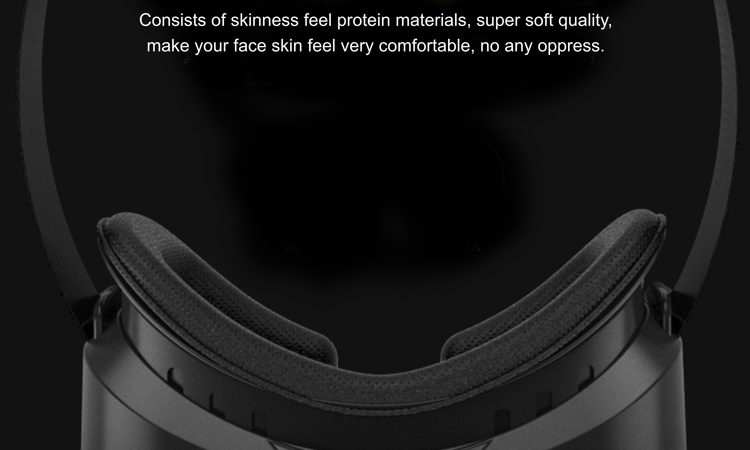 Consists of skinness feel protein materials, super soft quality,
make your face skin feel very comfortable, no any oppress.